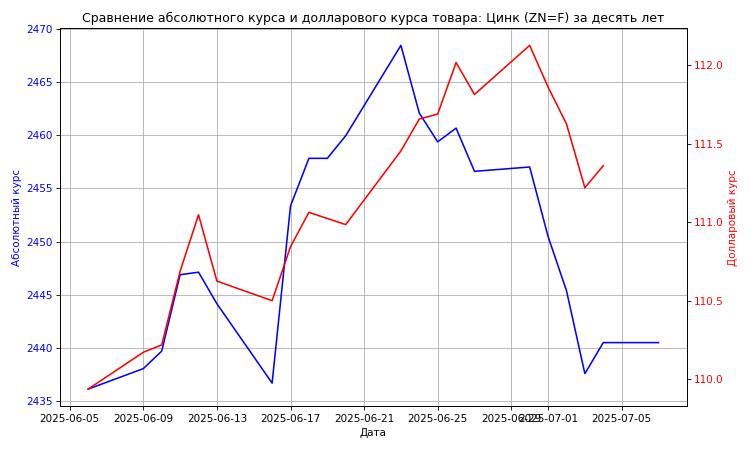 Сравнение абсолютного курса и долларового курса товара: Цинк (ZN=F) за десять лет
2470
2465
2460
2455
2450
2445
2440
2435
Абсолютный курс
112.0
111.5
111.0
110.5
110.0
Долларовый курс
2025-06-05 2025-06-09 2025-06-13 2025-06-17 2025-06-21 2025-06-25 2025-06-29 2025-07-01 2025-07-05
Дата